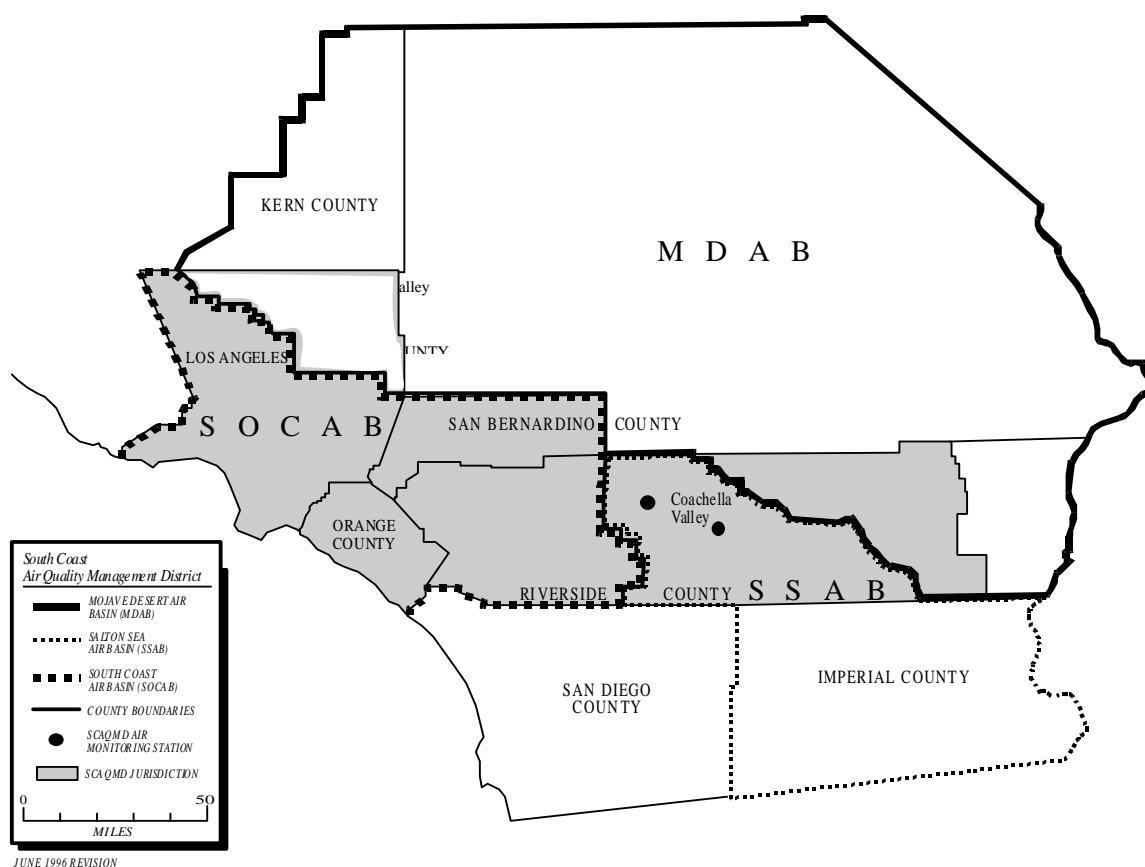 KERN COUNTY
M D A B
alley
UNTY
LOS ANGELES
S O C A B
SAN BERNARDINO COUNTY
Coachella
Valley
ORANGE
COUNTY
RIVERSIDE COUNTY
S S A B
SAN DIEGO
COUNTY
IMPERIAL COUNTY
South Coast
Air Quality Management District
MOJAVE DESERT AIR
BASIN (MDAB)
SALTON SEA
AIR BASIN (SSAB)
SOUTH COAST
AIR BASIN (SOCAB)
COUNTY BOUNDARIES
SCAQMD AIR
MONITORING STATION
SCAQMD JURISDICTION
0 50
MILES
JUNE 1996 REVISION